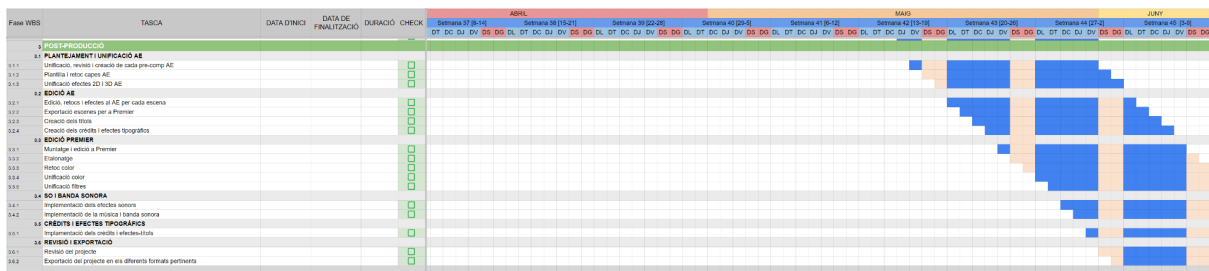 ABRIL MAIG JUNY
Fase WBS TASCA DATA D'INICI DATA DE FINALITZACIÓ DURACIÓ CHECK Setmana 37 [8-14] Setmana 38 [15-21] Setmana 39 [22-28] Setmana 40 [29-5] Setmana 41 [6-12] Setmana 42 [13-19] Setmana 43 [20-26] Setmana 44 [27-2] Setmana 45 [3-9]
DT DC DJ DV DS DG DL DT DC DJ DV DS DG DL DT DC DJ DV DS DG DL DT DC DJ DV DS DG DL DT DC DJ DV DS DG DL DT DC DJ DV DS DG DL DT DC DJ DV DS DG DL DT DC DJ DV DS DG DL DT DC DJ DV DS DG
3 POST-PRODUCCIÓ
3.1 PLANTEJAMENT I UNIFICACIÓ AE
3.1.1 Unificació, revisió i creació de cada pre-comp AE
3.1.2 Plantilla i retoc capes AE
3.1.3 Unificació efectes 2D i 3D AE
3.2 EDICIÓ AE
3.2.1 Edició, retocs i efectes al AE per cada escena
3.2.2 Exportació escenes per a Premier
3.2.3 Creació dels títols
3.2.4 Creació dels crèdits i efectes tipogràfics
3.3 EDICIÓ PREMIER
3.3.1 Muntatge i edició a Premier
3.3.2 Etalonatge
3.3.3 Retoc color
3.3.4 Unificació color
3.3.5 Unificació filtres
3.4 SO I BANDA SONORA
3.4.1 Implementació dels efectes sonors
3.4.2 Implementació de la música i banda sonora
3.5 CRÈDITS I EFECTES TIPOGRÀFICS
3.5.1 Implementació dels crèdits i efectes-títols
3.6 REVISIÓ I EXPORTACIÓ
3.6.1 Revisió del projecte
3.6.2 Exportació del projecte en els diferents formats pertinents